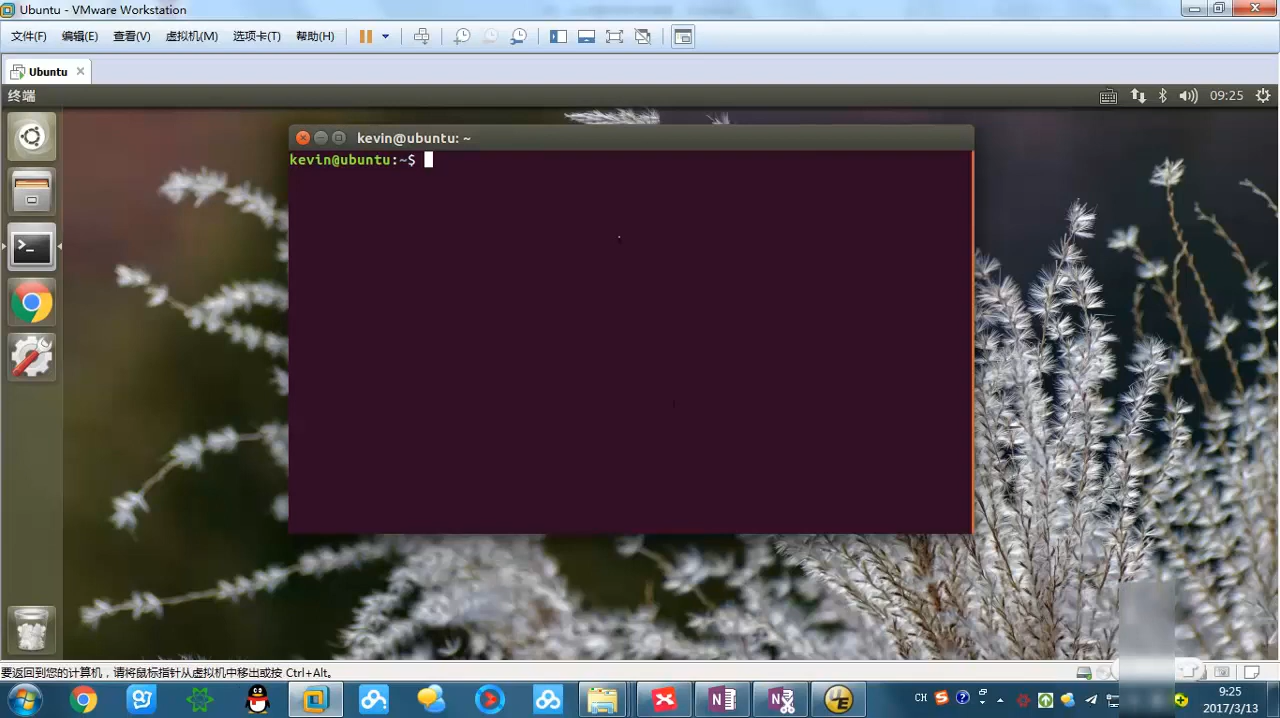 Ubuntu - VMware Workstation
文件(F) 编辑(E) 查看(V) 虚拟机(M) 选项卡(T) 帮助(H)
Ubuntu
终端
09:25
kevin@ubuntu: ~
kevin@ubuntu:~$
要返回到您的计算机，请将鼠标指针从虚拟机中移出或按 Ctrl+Alt。
CH
9:25
2017/3/13